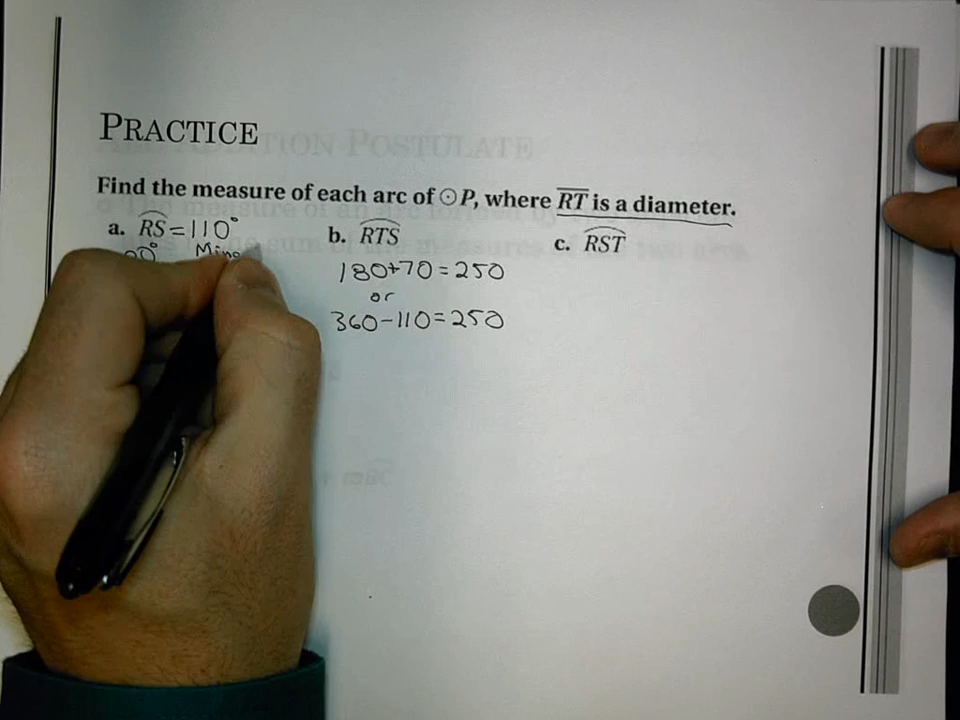 PRACTICE
Find the measure of each arc of ⊙P, where RT is a diameter.
a. RS = 110° b. RTS c. RST
180+70=250
or
360-110=250